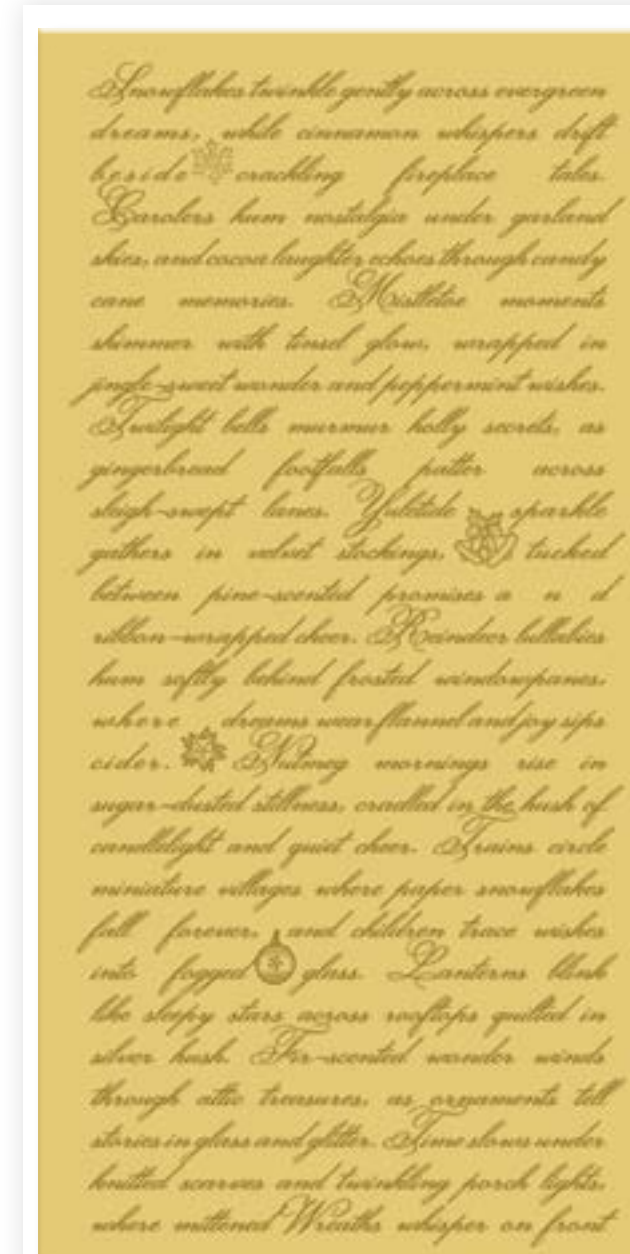 Snowflakes twinkle gently across evergreen
dreams, while cinnamon whispers drift
beside crackling fireplace tales.
Carolers hum nostalgia under garland
skies, and cocoa laughter echoes through candy
cane memories. Mistletoe moments
shimmer with tinsel glow, wrapped in
jingle-sweet wonder and peppermint wishes.
Twilight bells murmur holly secrets, as
gingerbread footfalls patter across
sleigh-swept lanes. Yuletide sparkle
gathers in velvet stockings, tucked
between pine-scented promises a n d
ribbon-wrapped cheer. Reindeer lullabies
hum softly behind frosted windowpanes,
where dreams wear flannel and joy sips
cider. Nutmeg mornings rise in
sugar-dusted stillness, cradled in the hush of
candlelight and quiet cheer. Trains circle
miniature villages where paper snowflakes
fall forever, and children trace wishes
into fogged glass. Lanterns blink
like sleepy stars across rooftops quilted in
silver hush. Fir-scented wonder winds
through attic treasures, as ornaments tell
stories in glass and glitter. Time slows under
knitted scarves and twinkling porch lights,
where mittened Wreaths whisper on front